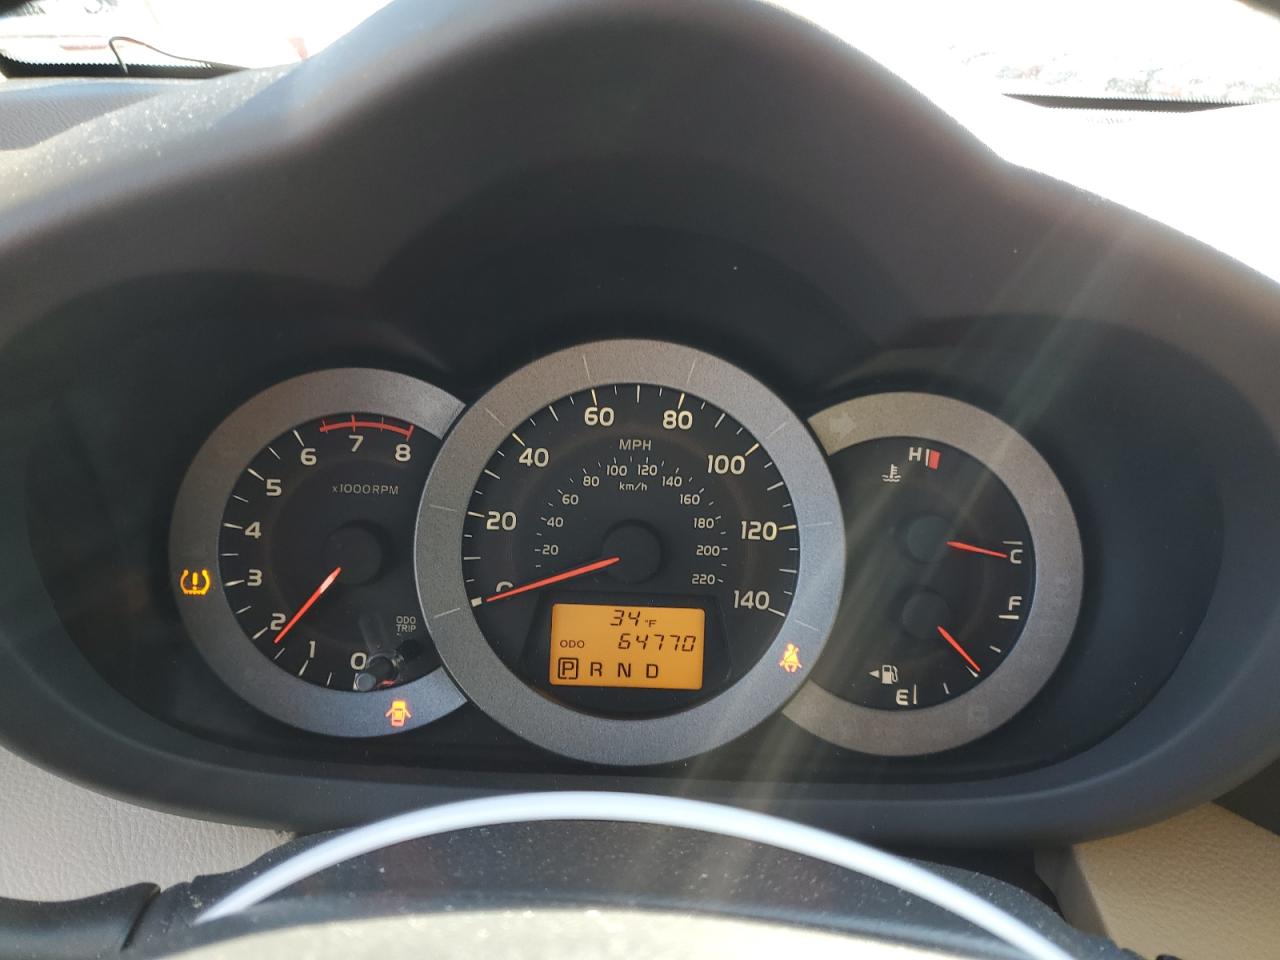 0 1 2 3 4 5 6 7 8
x1000RPM
ODO
TRIP
20 40 60 80 100 120 140
MPH
20 40 60 80 100 120 140 160 180 200 220
km/h
34°F
ODO 64770
P R N D
H
C
F
E